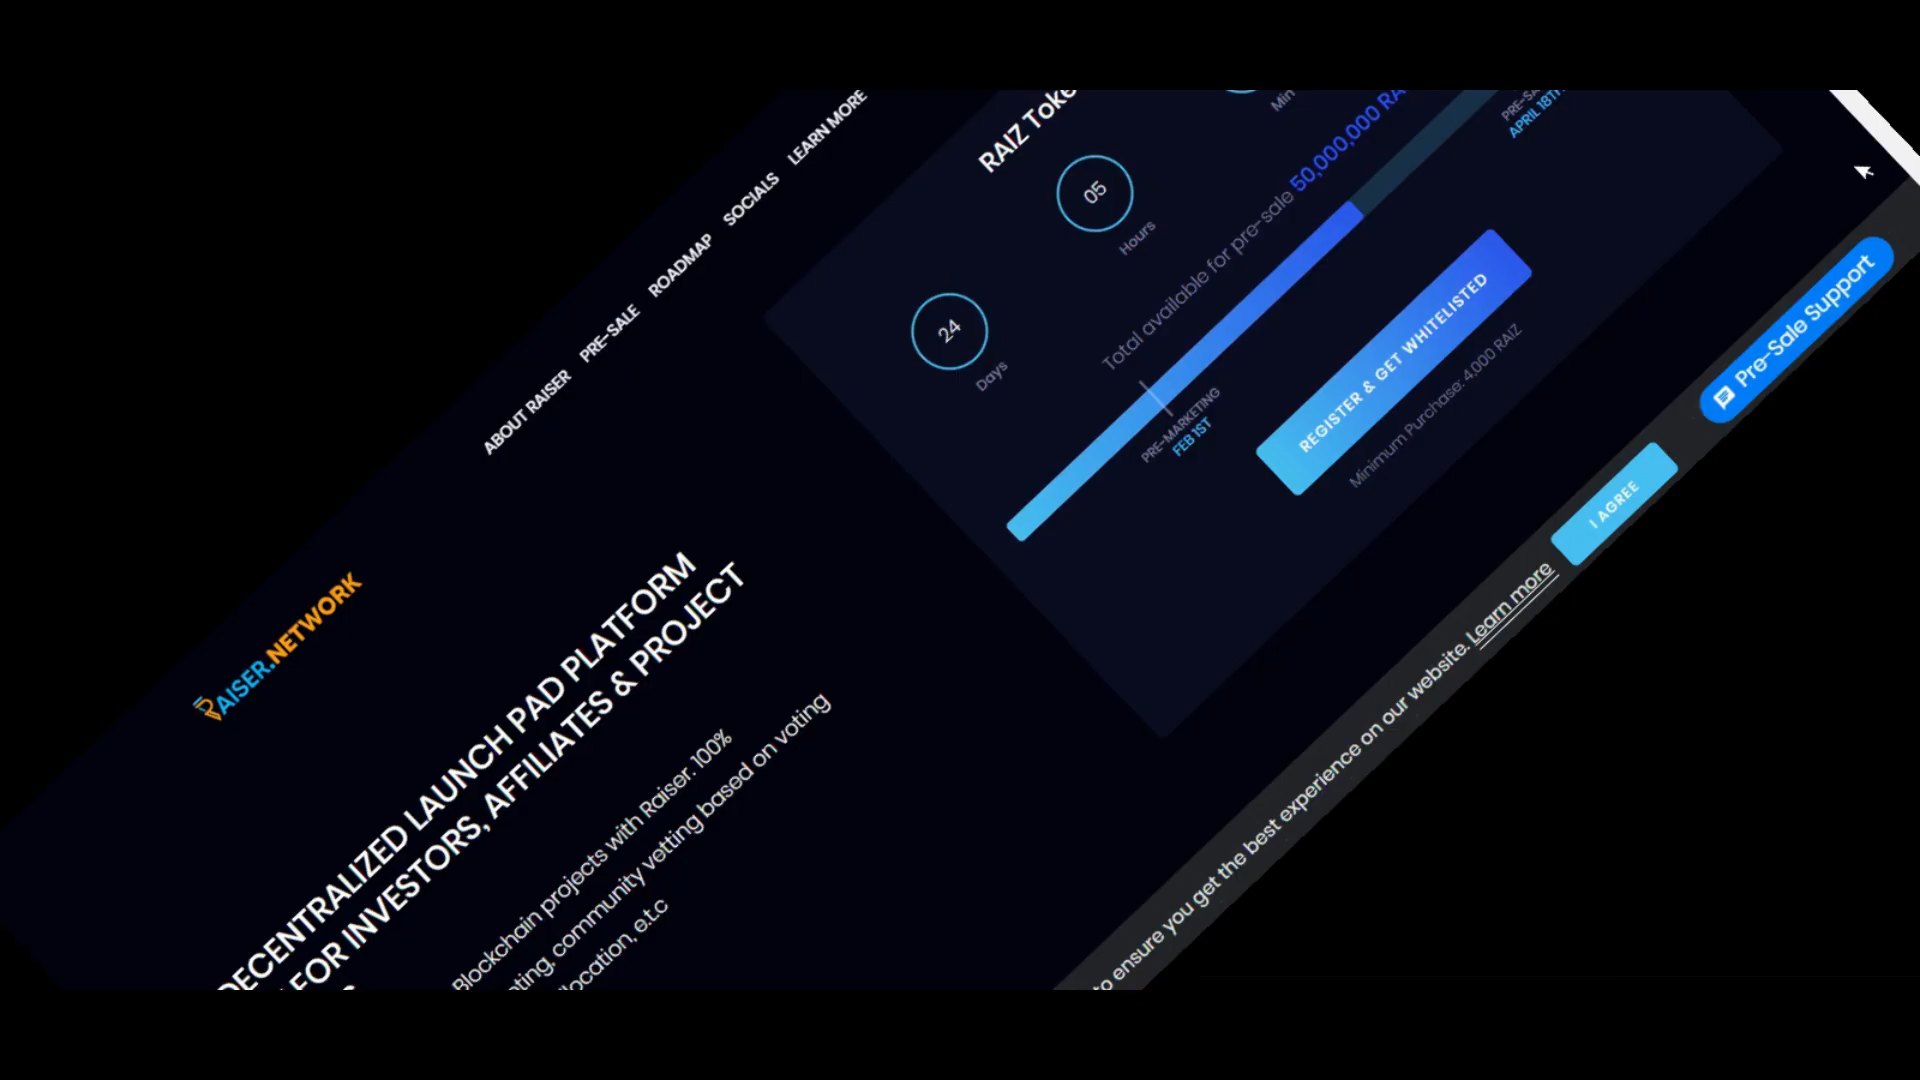 RAISER.NETWORK
ABOUT RAISER PRE-SALE ROADMAP SOCIALS LEARN MORE
DECENTRALIZED LAUNCH PAD PLATFORM
FOR INVESTORS, AFFILIATES & PROJECT
Blockchain projects with Raiser. 100%
community vetting based on voting
e.t.c
RAIZ
24 05
Days Hours Min
Total available for pre-sale 50,000,000
PRE-MARKETING
FEB 1ST
APRIL 18TH
REGISTER & GET WHITELISTED
Minimum Purchase: 4,000 RAIZ
to ensure you get the best experience on our website. Learn more
I AGREE
Pre-Sale Support